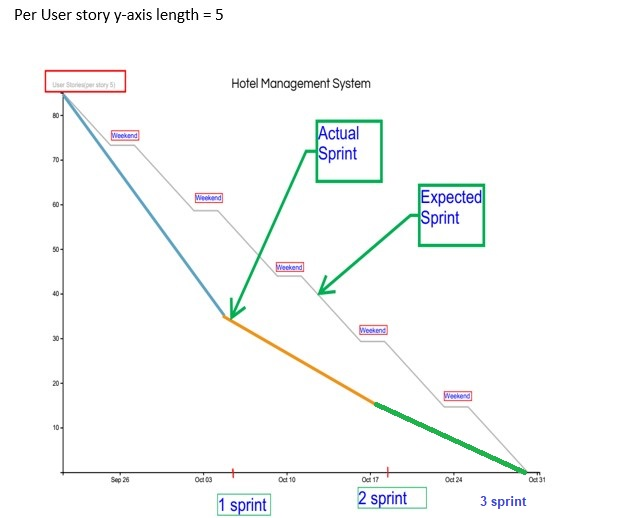 Per User story y-axis length = 5
User Stories(per story 5)
Hotel Management System
80
70
60
50
40
30
20
10
Weekend
Weekend
Weekend
Weekend
Weekend
Actual
Sprint
Expected
Sprint
Sep 26
Oct 03
Oct 10
Oct 17
Oct 24
Oct 31
1 sprint
2 sprint
3 sprint